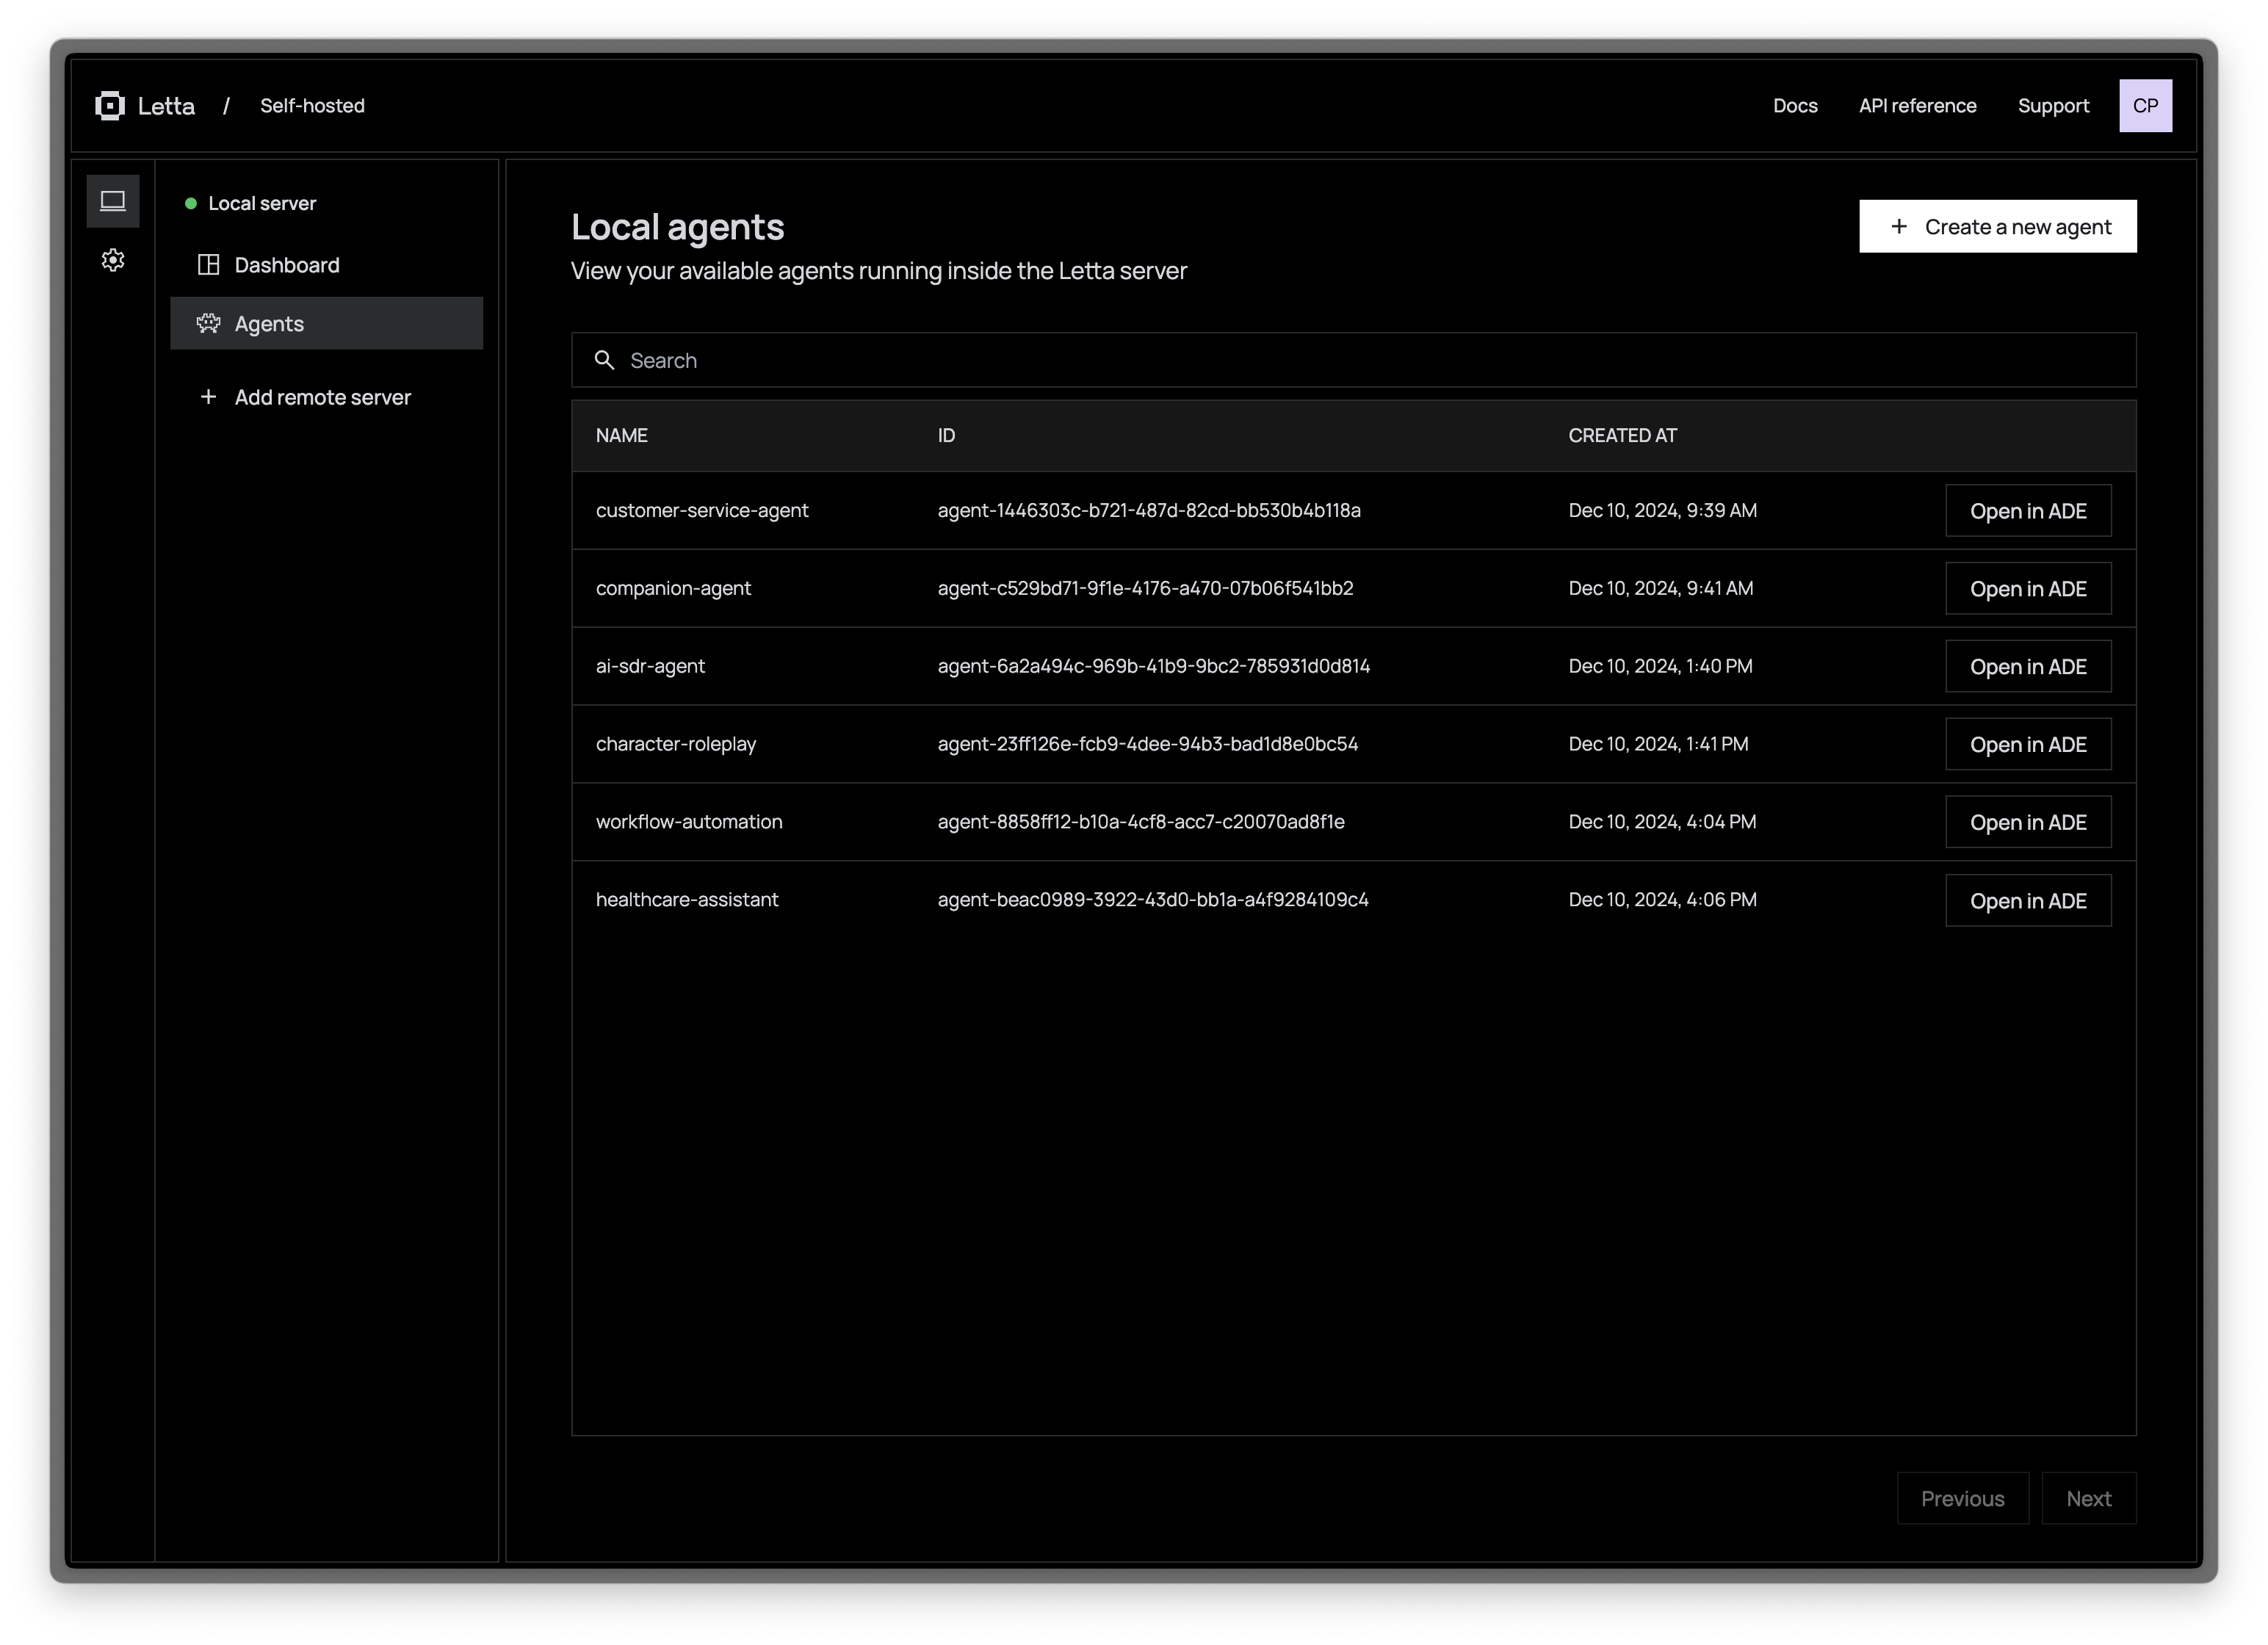 Letta / Self-hosted
Docs API reference Support CP
Local server
Dashboard
Agents
+ Add remote server
Local agents
View your available agents running inside the Letta server
+ Create a new agent
Search
NAME ID CREATED AT
customer-service-agent agent-1446303c-b721-487d-82cd-bb530b4b118a Dec 10, 2024, 9:39 AM Open in ADE
companion-agent agent-c529bd71-9f1e-4176-a470-07b06f541bb2 Dec 10, 2024, 9:41 AM Open in ADE
ai-sdr-agent agent-6a2a494c-969b-41b9-9bc2-785931d0d814 Dec 10, 2024, 1:40 PM Open in ADE
character-roleplay agent-23ff126e-fcb9-4dee-94b3-bad1d8e0bc54 Dec 10, 2024, 1:41 PM Open in ADE
workflow-automation agent-8858ff12-b10a-4cf8-acc7-c20070ad8f1e Dec 10, 2024, 4:04 PM Open in ADE
healthcare-assistant agent-beac0989-3922-43d0-bb1a-a4f9284109c4 Dec 10, 2024, 4:06 PM Open in ADE
Previous Next